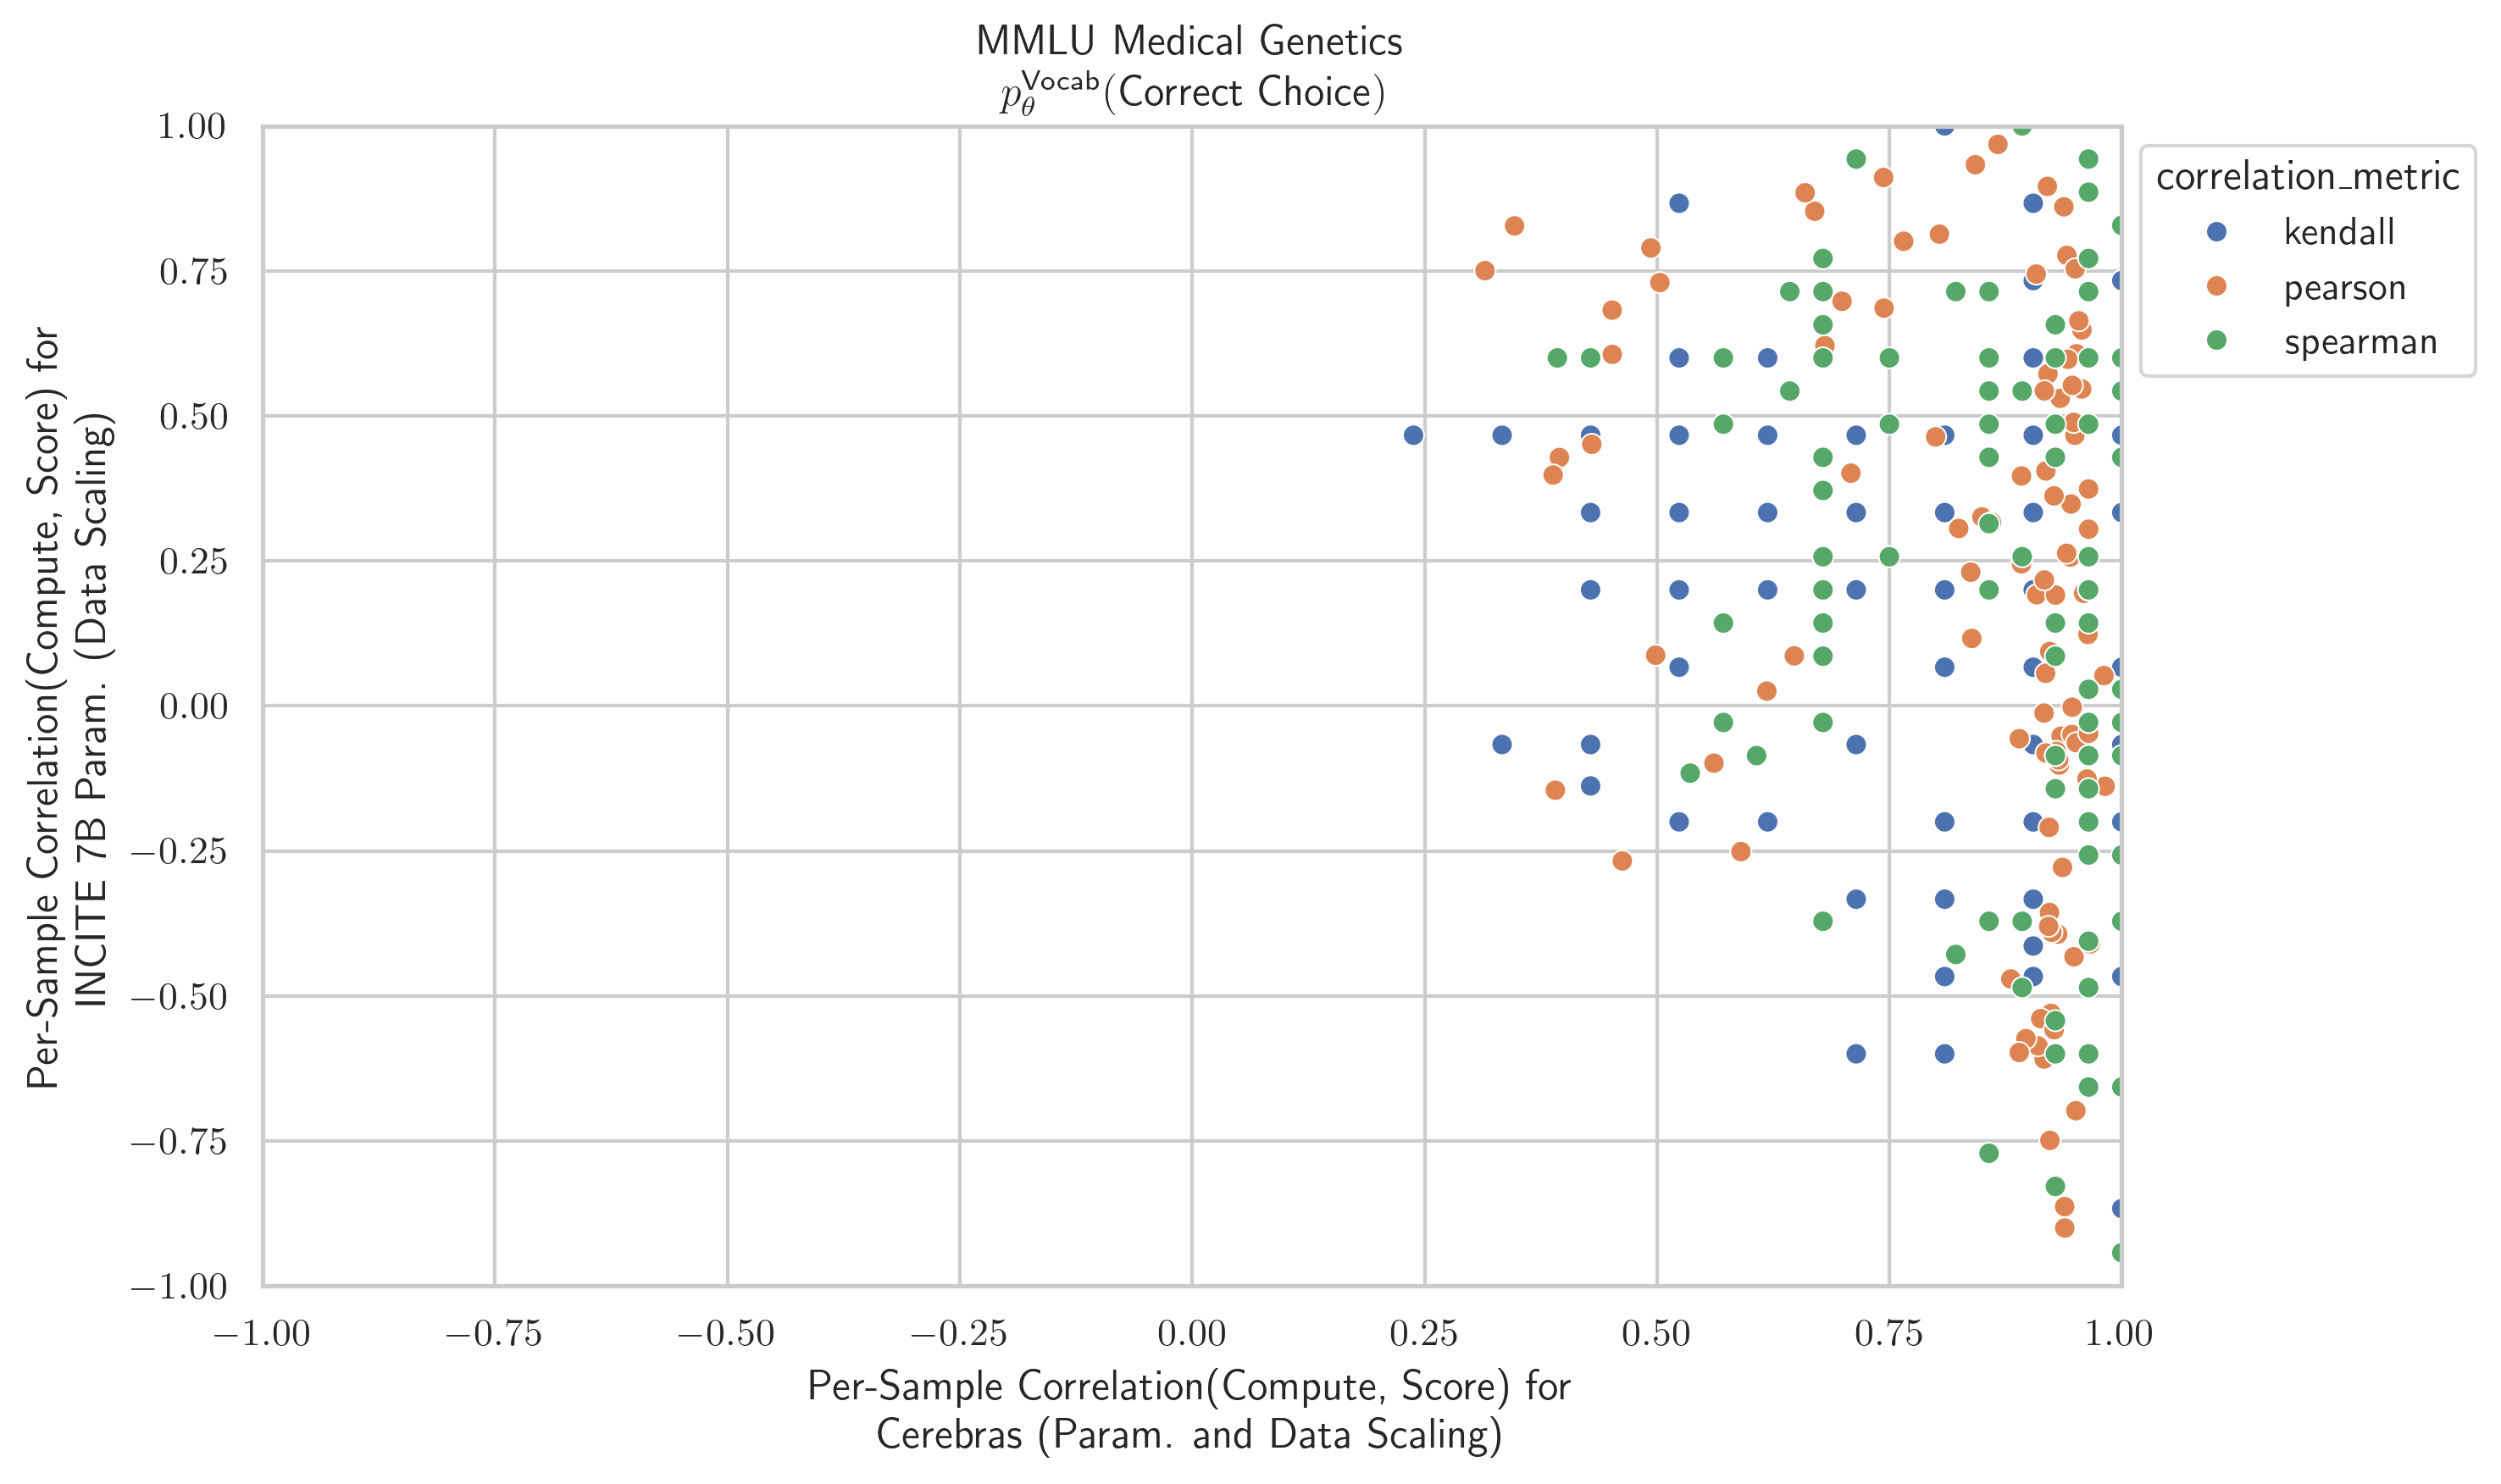 MMLU Medical Genetics
p_θ^Vocab(Correct Choice)
1.00
0.75
0.50
0.25
0.00
−0.25
−0.50
−0.75
−1.00
Per-Sample Correlation(Compute, Score) for
INCITE 7B Param. (Data Scaling)
correlation_metric
kendall
pearson
spearman
−1.00 −0.75 −0.50 −0.25 0.00 0.25 0.50 0.75 1.00
Per-Sample Correlation(Compute, Score) for
Cerebras (Param. and Data Scaling)